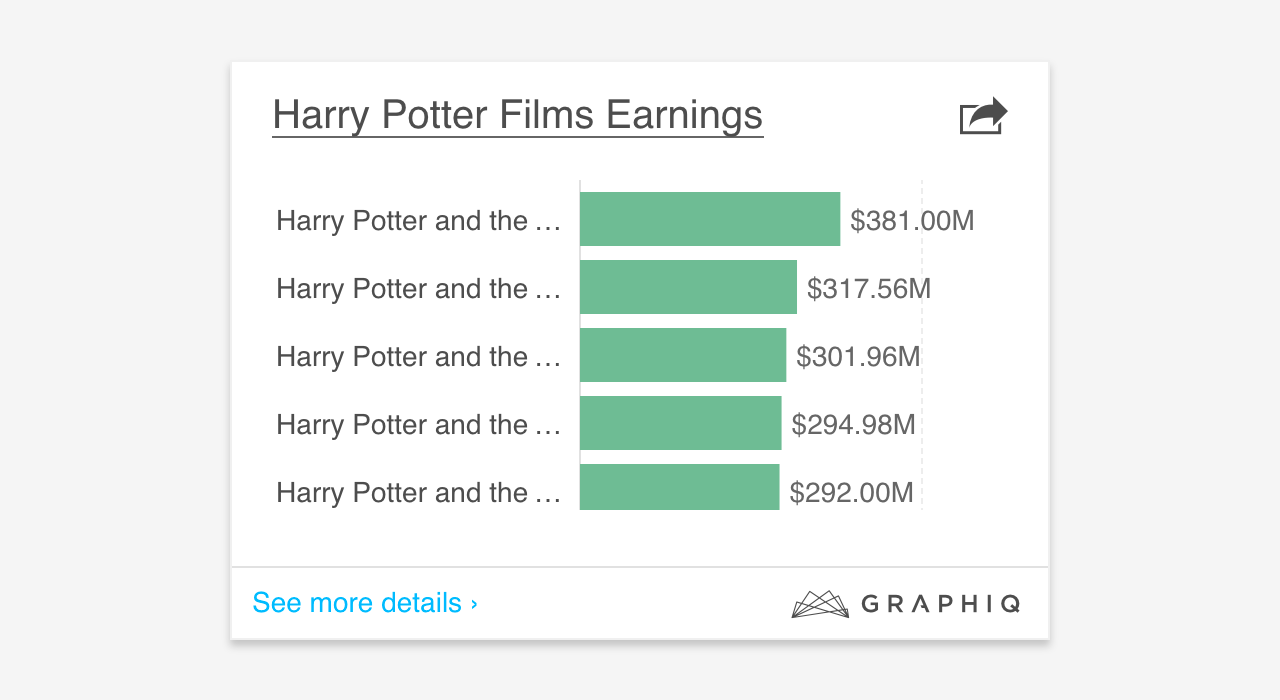 Harry Potter Films Earnings
Harry Potter and the … $381.00M
Harry Potter and the … $317.56M
Harry Potter and the … $301.96M
Harry Potter and the … $294.98M
Harry Potter and the … $292.00M
See more details ›
GRAPHIQ